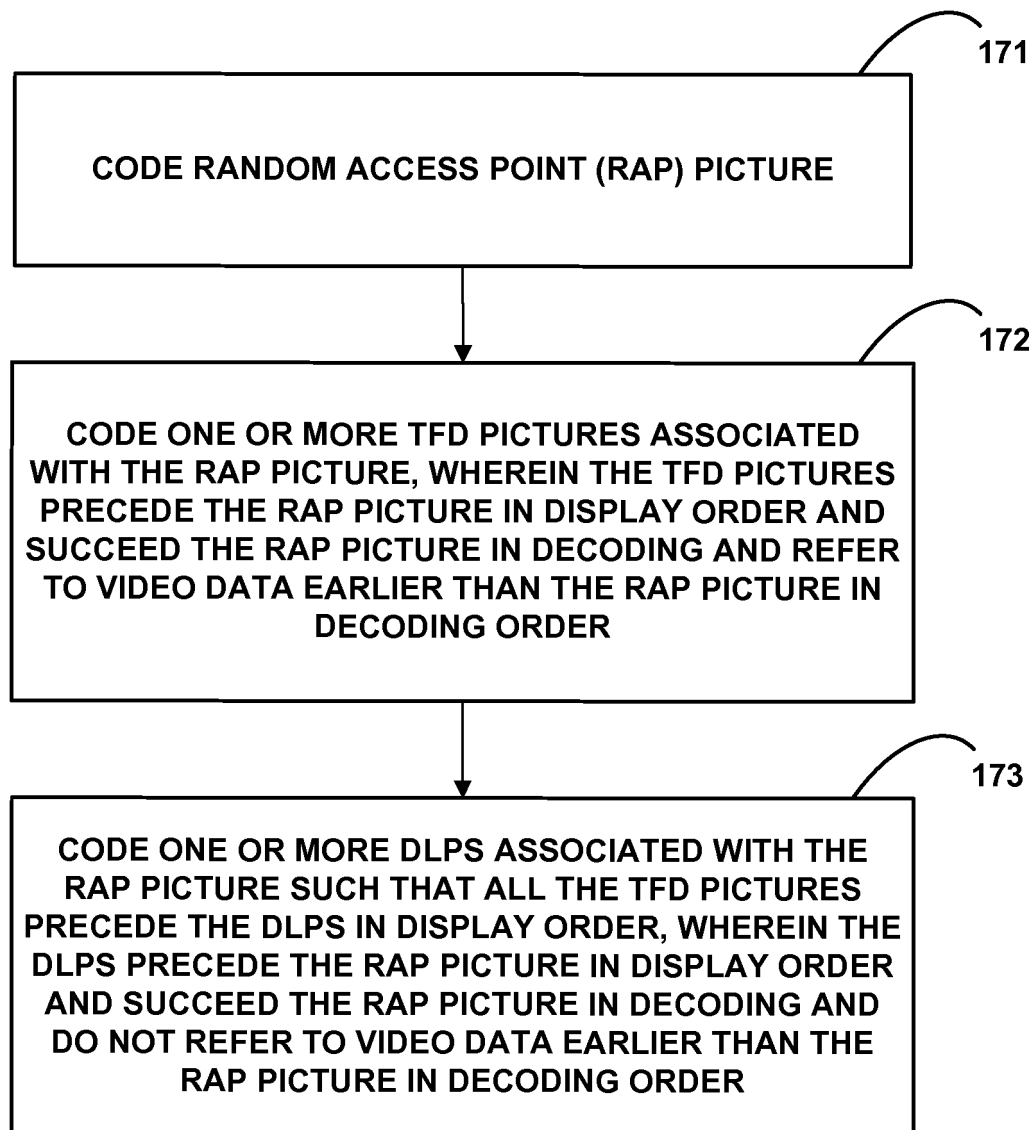 171
CODE RANDOM ACCESS POINT (RAP) PICTURE
172
CODE ONE OR MORE TFD PICTURES ASSOCIATED
WITH THE RAP PICTURE, WHEREIN THE TFD PICTURES
PRECEDE THE RAP PICTURE IN DISPLAY ORDER AND
SUCCEED THE RAP PICTURE IN DECODING AND REFER
TO VIDEO DATA EARLIER THAN THE RAP PICTURE IN
DECODING ORDER
173
CODE ONE OR MORE DLPS ASSOCIATED WITH THE
RAP PICTURE SUCH THAT ALL THE TFD PICTURES
PRECEDE THE DLPS IN DISPLAY ORDER, WHEREIN THE
DLPS PRECEDE THE RAP PICTURE IN DISPLAY ORDER
AND SUCCEED THE RAP PICTURE IN DECODING AND
DO NOT REFER TO VIDEO DATA EARLIER THAN THE
RAP PICTURE IN DECODING ORDER